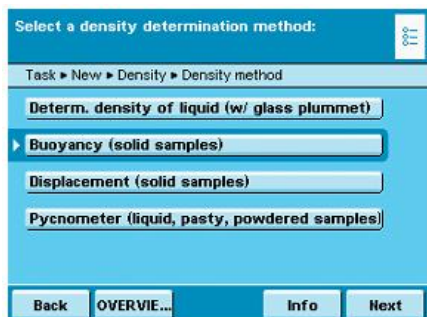 Select a density determination method:
Task ▸ New ▸ Density ▸ Density method
Determ. density of liquid (w/ glass plummet)
Buoyancy (solid samples)
Displacement (solid samples)
Pycnometer (liquid, pasty, powdered samples)
Back OVERVIE... Info Next